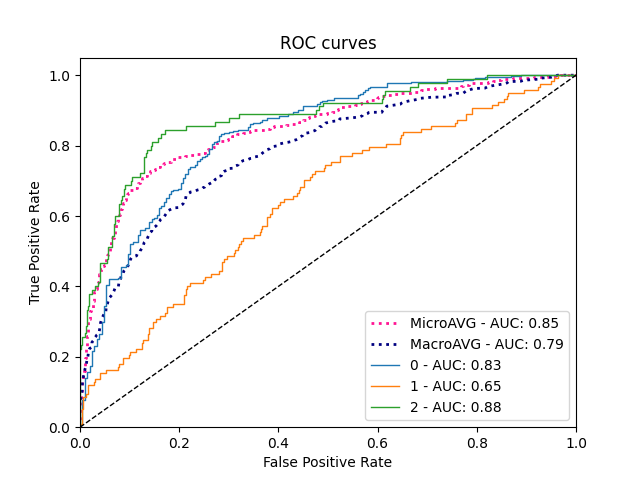 ROC curves
True Positive Rate
1.0
0.8
0.6
0.4
0.2
0.0
MicroAVG - AUC: 0.85
MacroAVG - AUC: 0.79
0 - AUC: 0.83
1 - AUC: 0.65
2 - AUC: 0.88
0.0 0.2 0.4 0.6 0.8 1.0
False Positive Rate